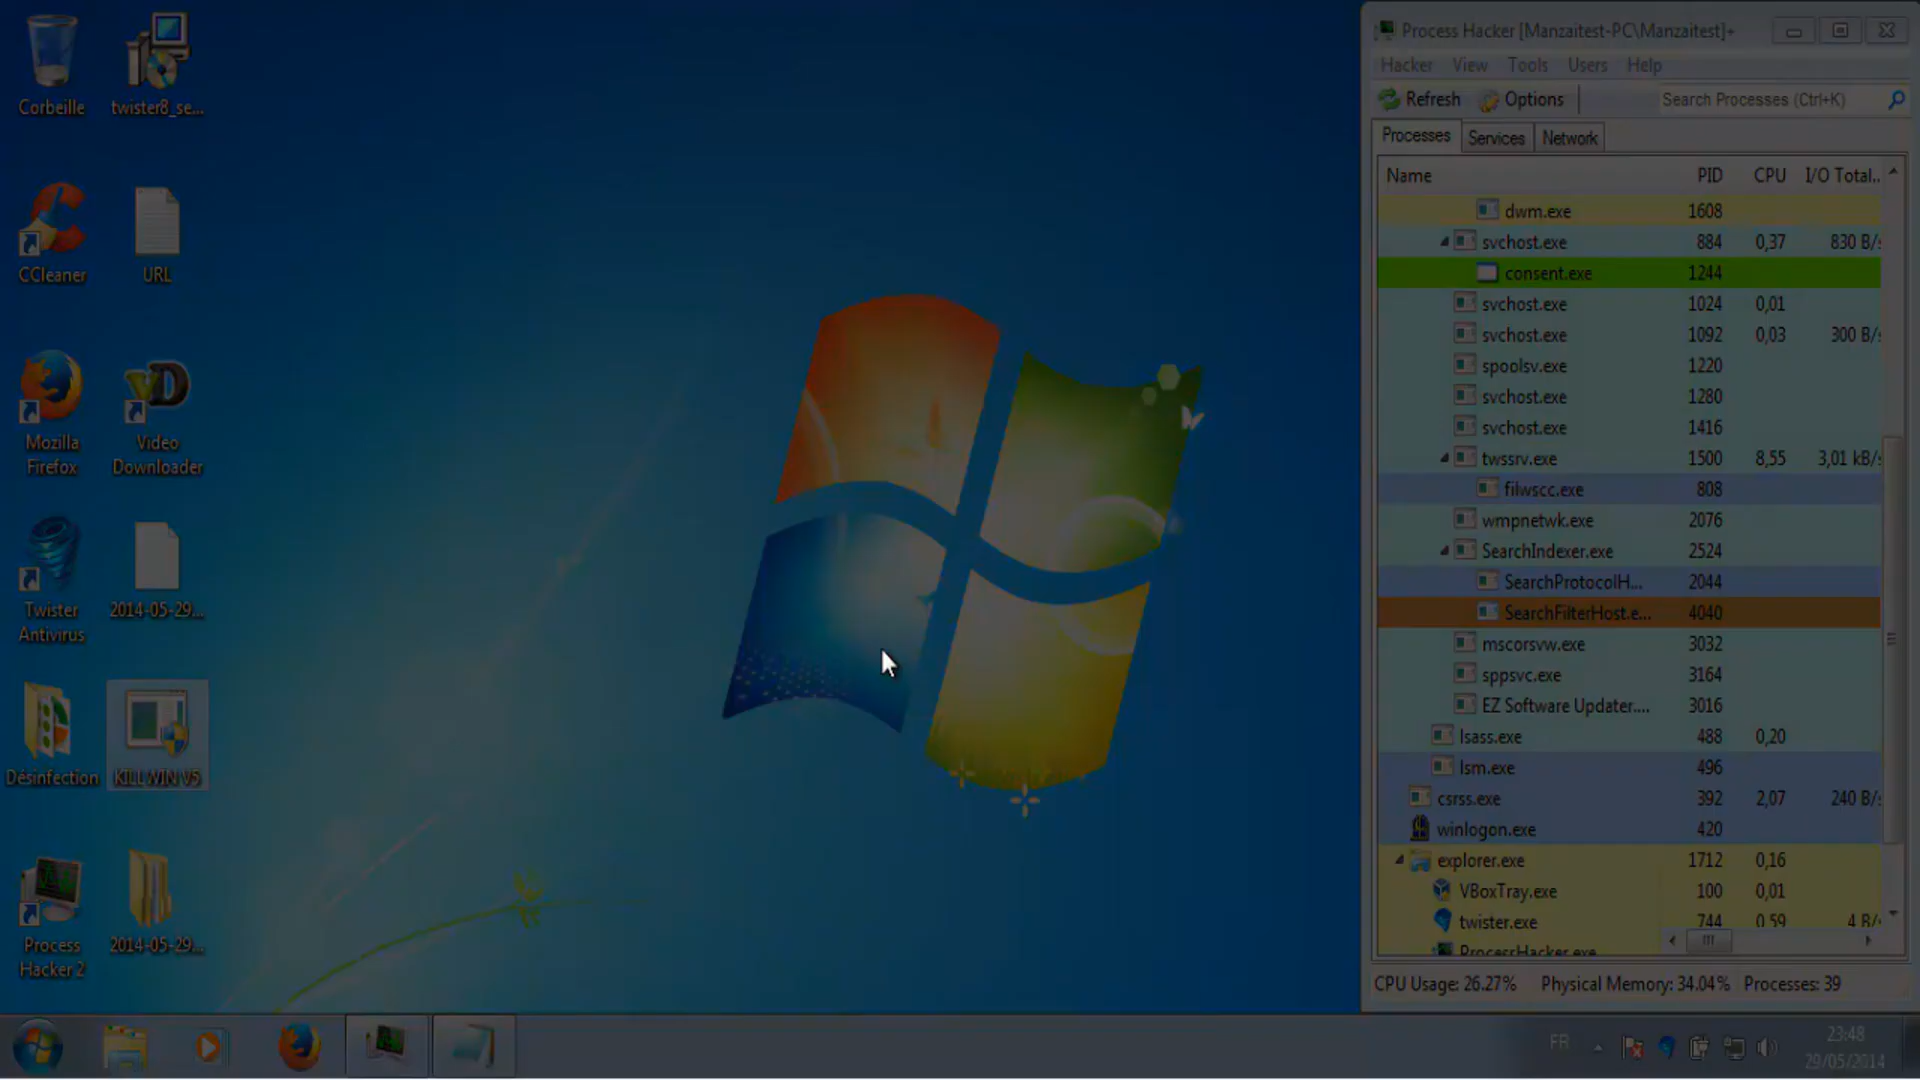 Corbeille
twister8_se...
CCleaner
URL
Mozilla
Firefox
Video
Downloader
Twister
Antivirus
2014-05-29...
Désinfection
KILLWIN V5
Process
Hacker 2
2014-05-29...
Process Hacker [Manzaitest-PC\Manzaitest]+
Hacker View Tools Users Help
Refresh Options Search Processes (Ctrl+K)
Processes Services Network
Name PID CPU I/O Total...
dwm.exe 1608
svchost.exe 884 0,37 830 B/s
consent.exe 1244
svchost.exe 1024 0,01
svchost.exe 1092 0,03 300 B/s
spoolsv.exe 1220
svchost.exe 1280
svchost.exe 1416
twssrv.exe 1500 8,55 3,01 kB/s
filwscc.exe 808
wmpnetwk.exe 2076
SearchIndexer.exe 2524
SearchProtocolH... 2044
SearchFilterHost.e... 4040
mscorsvw.exe 3032
sppsvc.exe 3164
EZ Software Updater.... 3016
lsass.exe 488 0,20
lsm.exe 496
csrss.exe 392 2,07 240 B/s
winlogon.exe 420
explorer.exe 1712 0,16
VBoxTray.exe 100 0,01
twister.exe 744 0,59 4 B/s
ProcessHacker.exe
CPU Usage: 26.27% Physical Memory: 34.04% Processes: 39
FR
23:48
29/05/2014